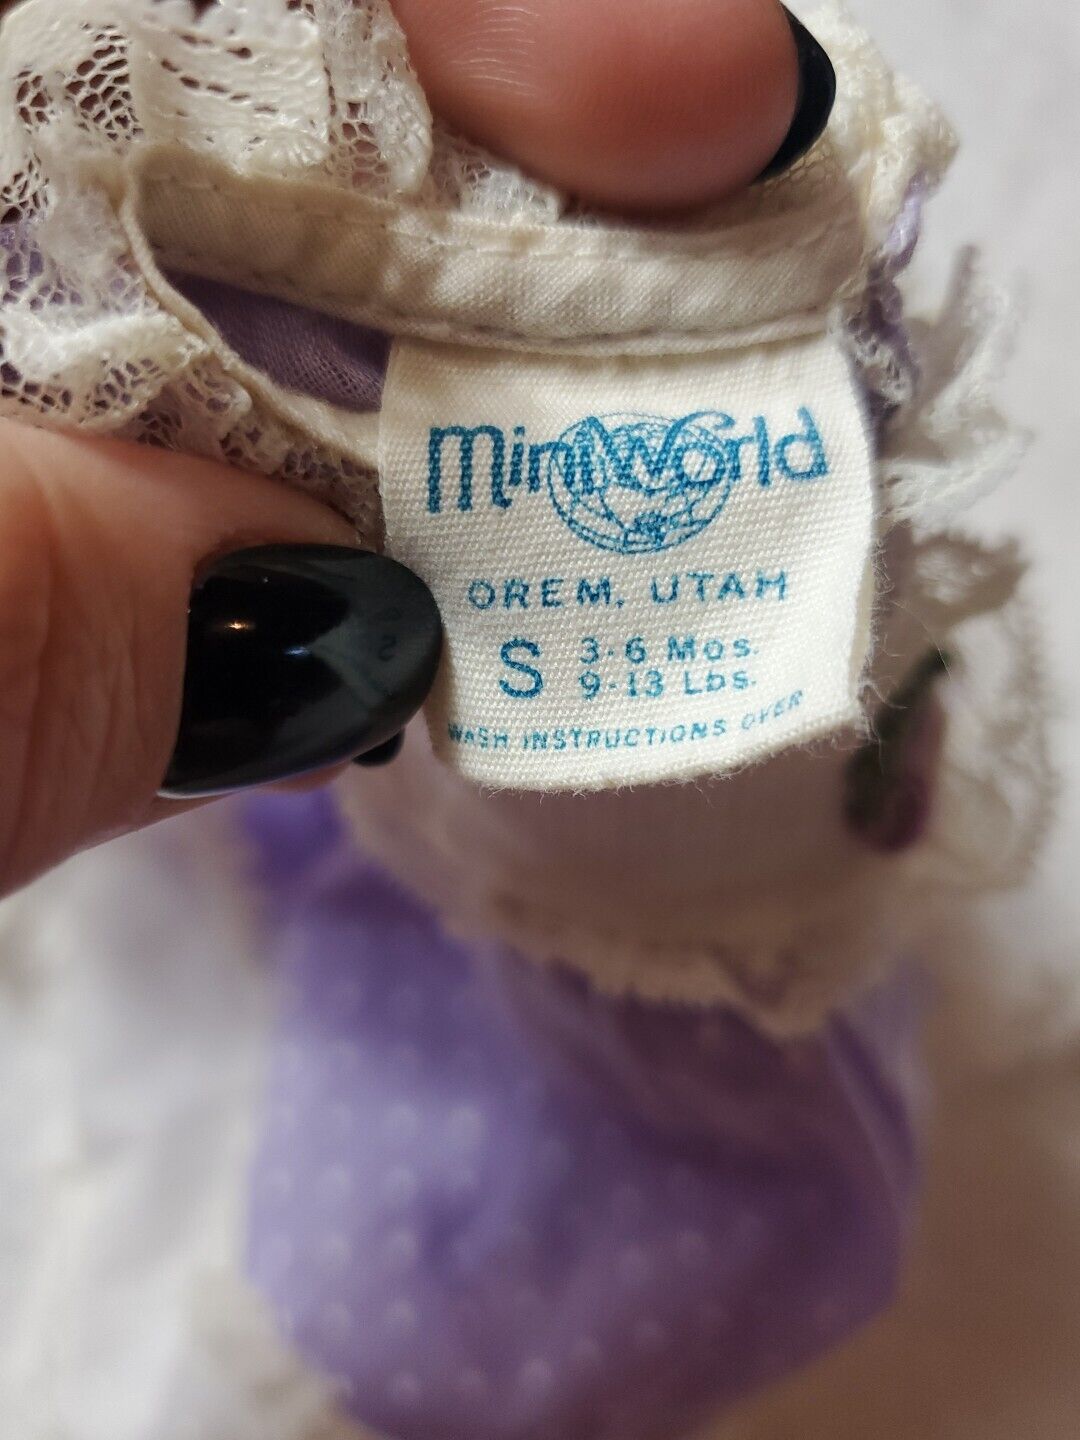 MiniWorld
OREM, UTAH
S 3-6 Mos.
9-13 Lbs.
WASH INSTRUCTIONS OVER